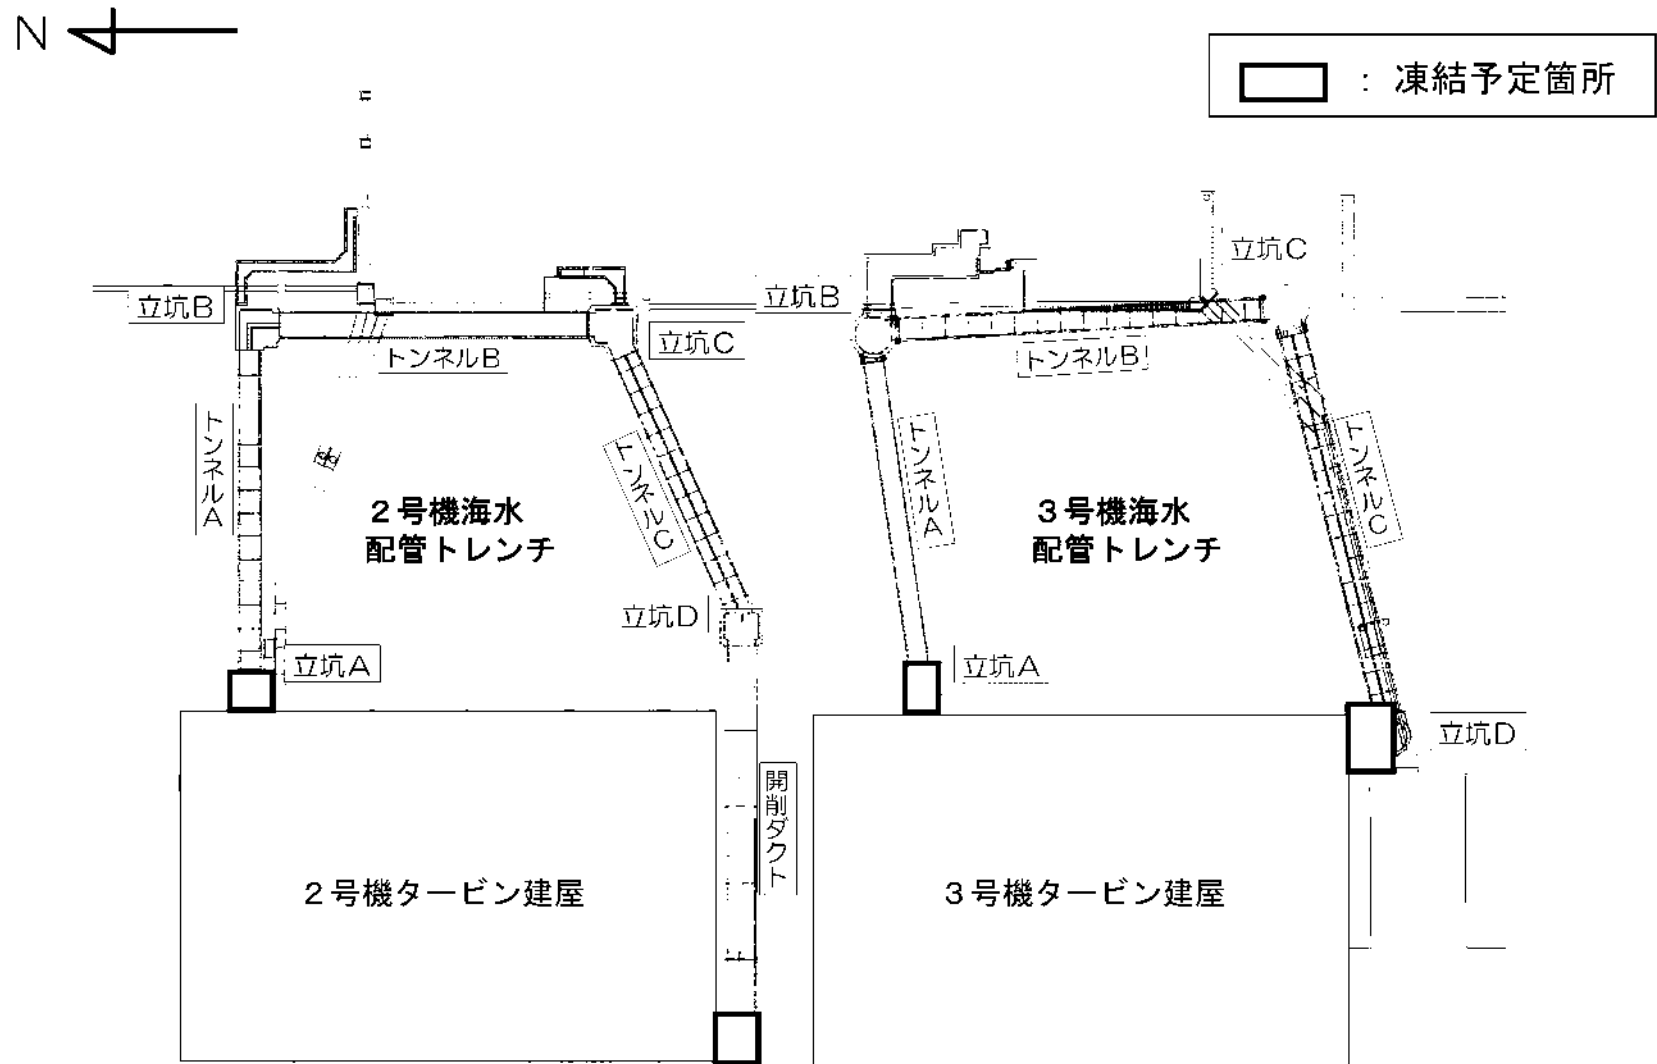 N
□ : 凍結予定箇所
立坑C
立坑B
立坑B
立坑C
トンネルB
トンネルB
トンネルA
トンネルC
トンネルA
トンネルC
2号機海水
配管トレンチ
3号機海水
配管トレンチ
立坑D
立坑A
立坑A
立坑D
開削ダクト
2号機タービン建屋
3号機タービン建屋